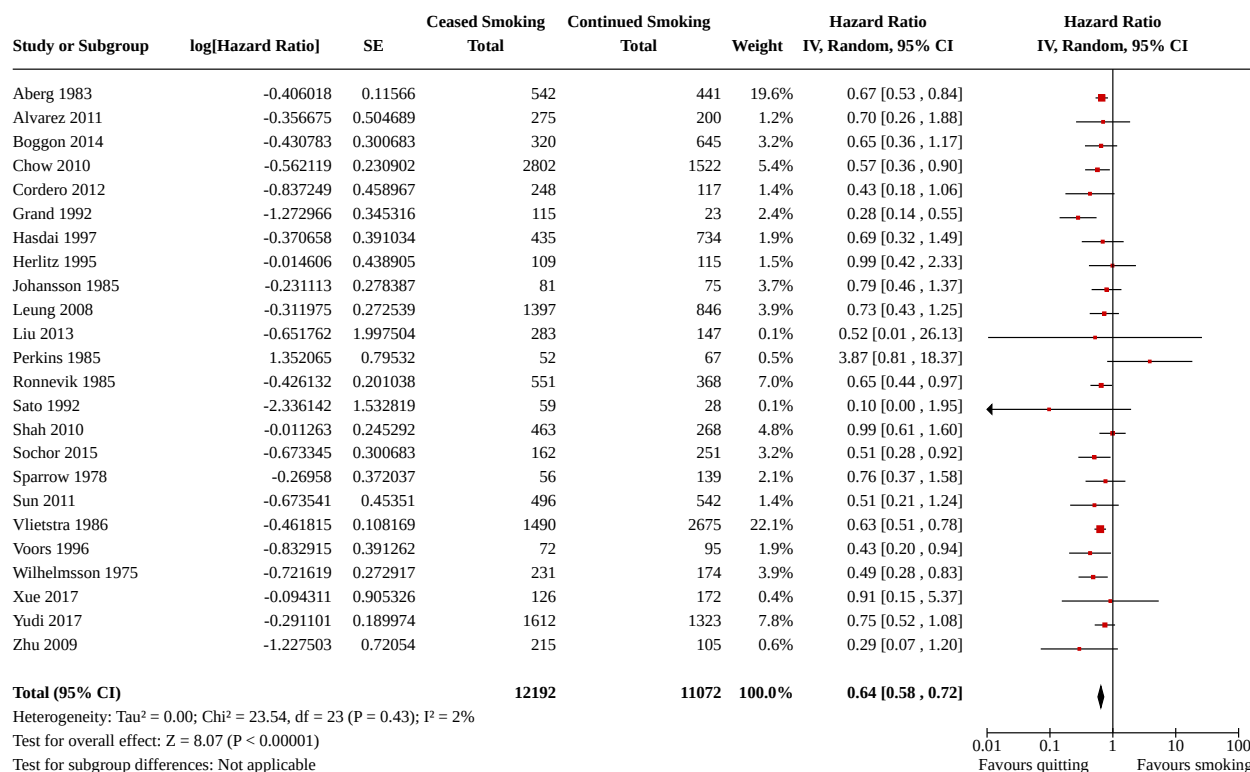 Ceased Smoking Continued Smoking Hazard Ratio Hazard Ratio
Study or Subgroup log[Hazard Ratio] SE Total Total Weight IV, Random, 95% CI IV, Random, 95% CI
Aberg 1983 -0.406018 0.11566 542 441 19.6% 0.67 [0.53 , 0.84]
Alvarez 2011 -0.356675 0.504689 275 200 1.2% 0.70 [0.26 , 1.88]
Boggon 2014 -0.430783 0.300683 320 645 3.2% 0.65 [0.36 , 1.17]
Chow 2010 -0.562119 0.230902 2802 1522 5.4% 0.57 [0.36 , 0.90]
Cordero 2012 -0.837249 0.458967 248 117 1.4% 0.43 [0.18 , 1.06]
Grand 1992 -1.272966 0.345316 115 23 2.4% 0.28 [0.14 , 0.55]
Hasdai 1997 -0.370658 0.391034 435 734 1.9% 0.69 [0.32 , 1.49]
Herlitz 1995 -0.014606 0.438905 109 115 1.5% 0.99 [0.42 , 2.33]
Johansson 1985 -0.231113 0.278387 81 75 3.7% 0.79 [0.46 , 1.37]
Leung 2008 -0.311975 0.272539 1397 846 3.9% 0.73 [0.43 , 1.25]
Liu 2013 -0.651762 1.997504 283 147 0.1% 0.52 [0.01 , 26.13]
Perkins 1985 1.352065 0.79532 52 67 0.5% 3.87 [0.81 , 18.37]
Ronnevik 1985 -0.426132 0.201038 551 368 7.0% 0.65 [0.44 , 0.97]
Sato 1992 -2.336142 1.532819 59 28 0.1% 0.10 [0.00 , 1.95]
Shah 2010 -0.011263 0.245292 463 268 4.8% 0.99 [0.61 , 1.60]
Sochor 2015 -0.673345 0.300683 162 251 3.2% 0.51 [0.28 , 0.92]
Sparrow 1978 -0.26958 0.372037 56 139 2.1% 0.76 [0.37 , 1.58]
Sun 2011 -0.673541 0.45351 496 542 1.4% 0.51 [0.21 , 1.24]
Vlietstra 1986 -0.461815 0.108169 1490 2675 22.1% 0.63 [0.51 , 0.78]
Voors 1996 -0.832915 0.391262 72 95 1.9% 0.43 [0.20 , 0.94]
Wilhelmsson 1975 -0.721619 0.272917 231 174 3.9% 0.49 [0.28 , 0.83]
Xue 2017 -0.094311 0.905326 126 172 0.4% 0.91 [0.15 , 5.37]
Yudi 2017 -0.291101 0.189974 1612 1323 7.8% 0.75 [0.52 , 1.08]
Zhu 2009 -1.227503 0.72054 215 105 0.6% 0.29 [0.07 , 1.20]
Total (95% CI) 12192 11072 100.0% 0.64 [0.58 , 0.72]
Heterogeneity: Tau² = 0.00; Chi² = 23.54, df = 23 (P = 0.43); I² = 2%
Test for overall effect: Z = 8.07 (P < 0.00001)
0.01 0.1 1 10 100
Test for subgroup differences: Not applicable Favours quitting Favours smoking